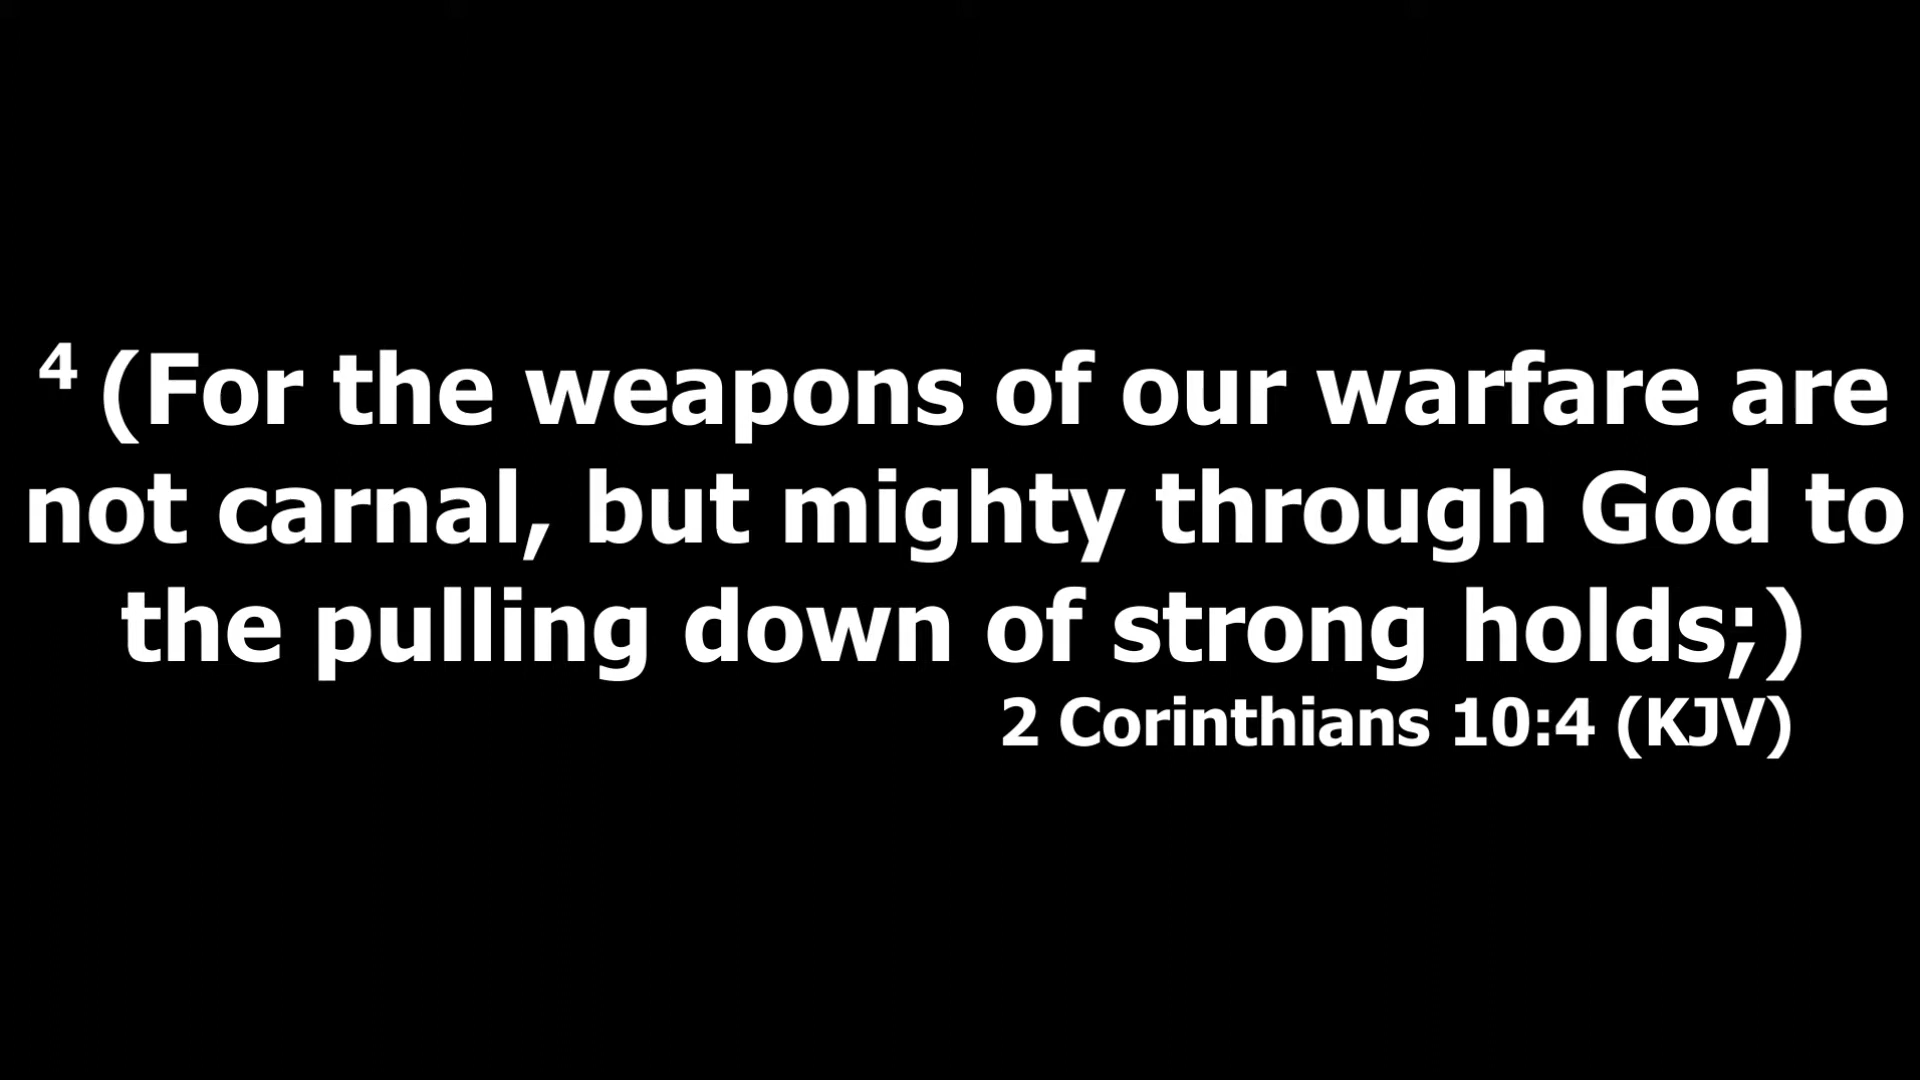 4 (For the weapons of our warfare are
not carnal, but mighty through God to
the pulling down of strong holds;)
2 Corinthians 10:4 (KJV)